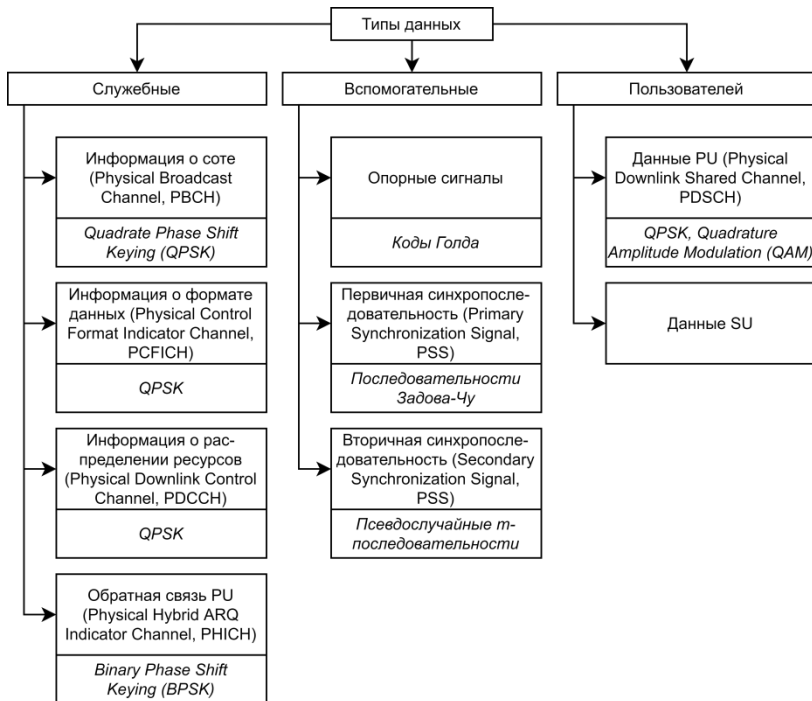 Типы данных
Служебные
Информация о соте
(Physical Broadcast
Channel, PBCH)
Quadrate Phase Shift
Keying (QPSK)
Информация о формате
данных (Physical Control
Format Indicator Channel,
PCFICH)
QPSK
Информация о рас-
пределении ресурсов
(Physical Downlink Control
Channel, PDCCH)
QPSK
Обратная связь PU
(Physical Hybrid ARQ
Indicator Channel, PHICH)
Binary Phase Shift
Keying (BPSK)
Вспомогательные
Опорные сигналы
Коды Голда
Первичная синхропосле-
довательность (Primary
Synchronization Signal,
PSS)
Последовательности
Задова-Чу
Вторичная синхропосле-
довательность (Secondary
Synchronization Signal,
PSS)
Псевдослучайные m-
последовательности
Пользователей
Данные PU (Physical
Downlink Shared Channel,
PDSCH)
QPSK, Quadrature
Amplitude Modulation (QAM)
Данные SU